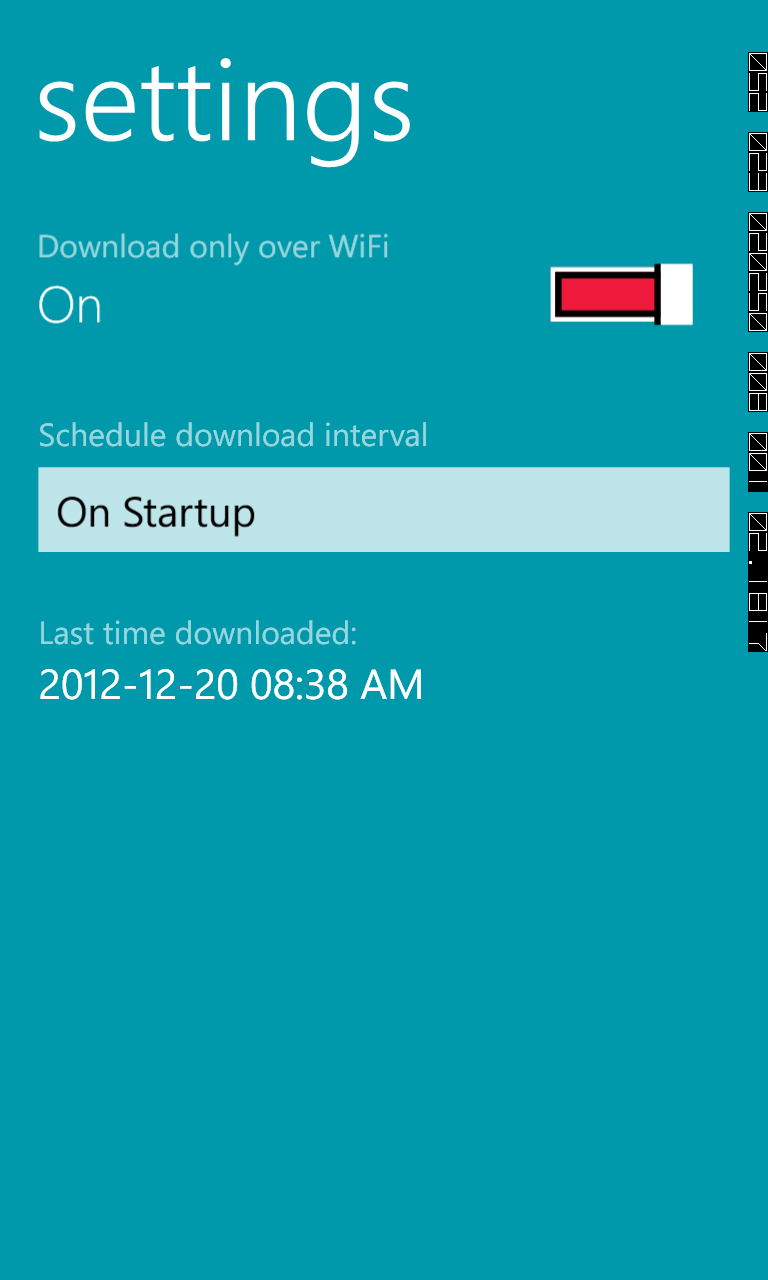 settings
Download only over WiFi
On
Schedule download interval
On Startup
Last time downloaded:
2012-12-20 08:38 AM